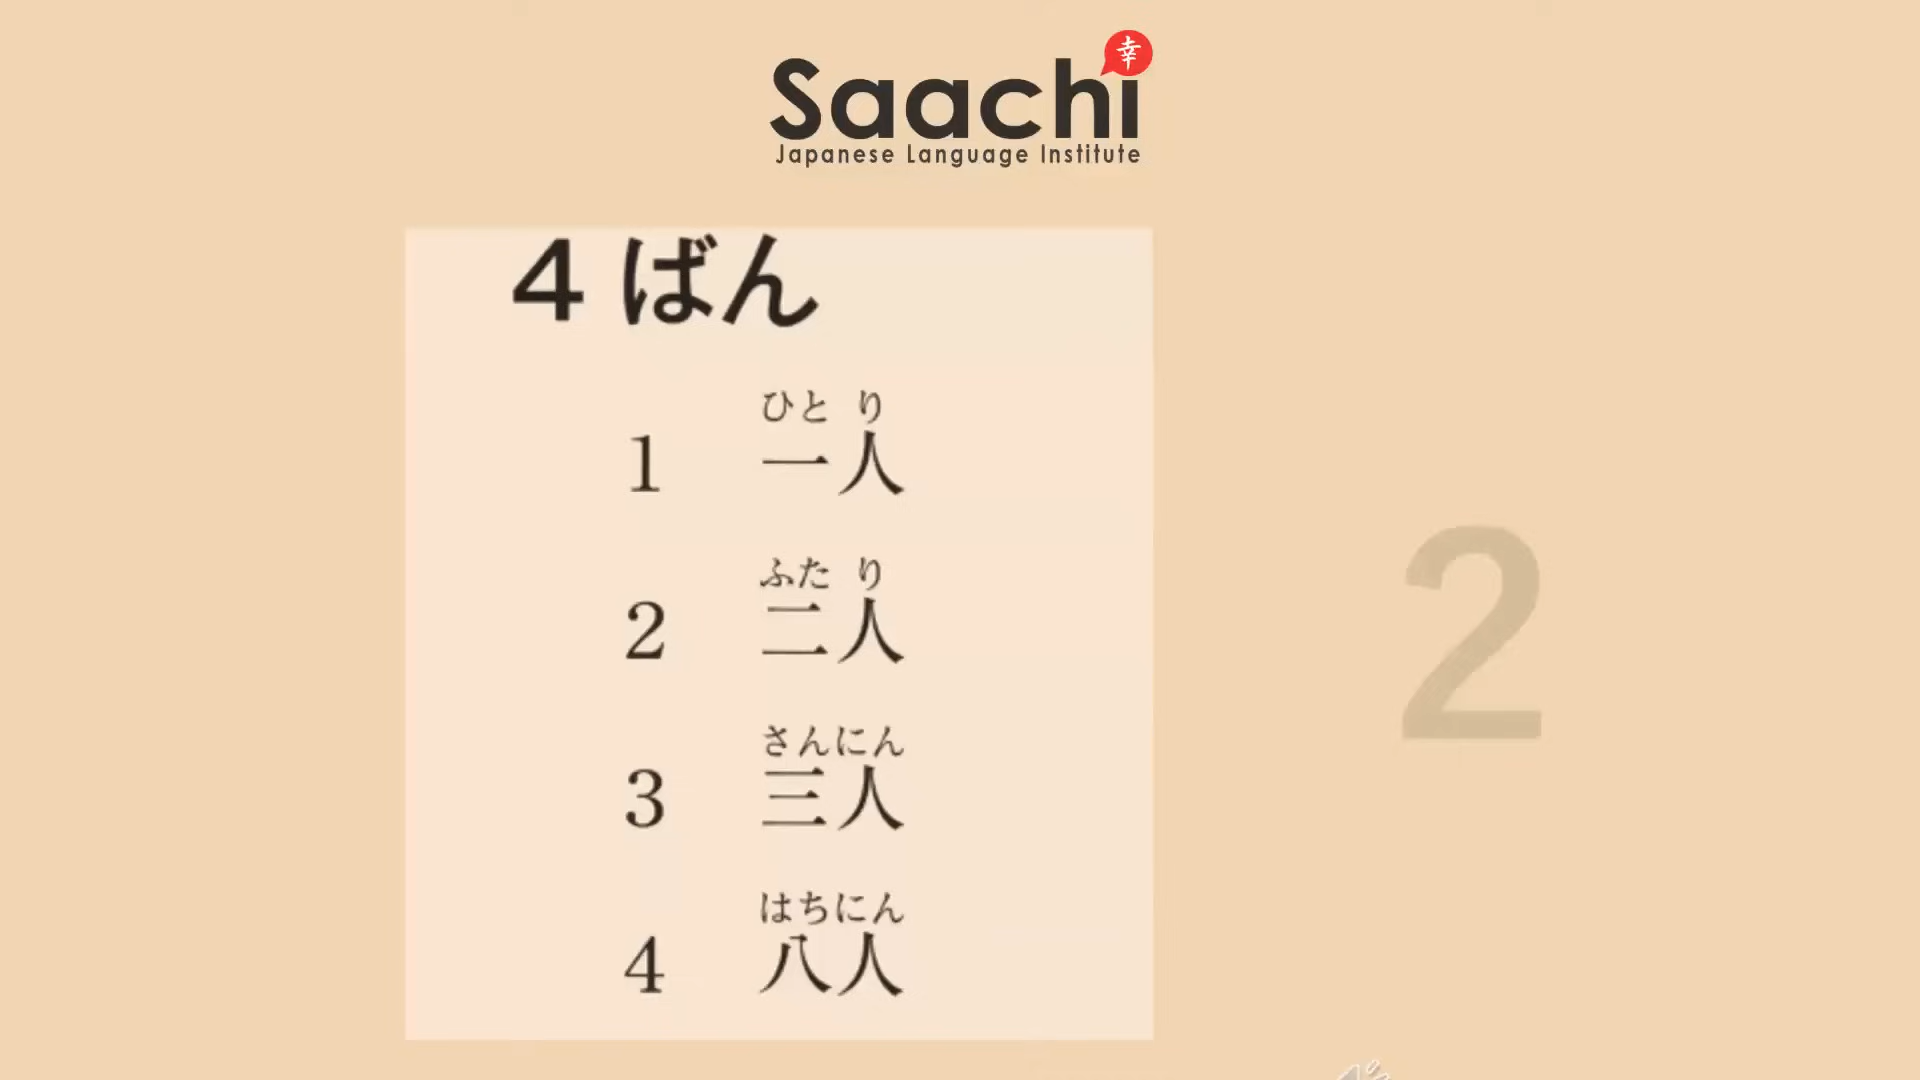 幸
Saachi
Japanese Language Institute
4 ばん
ひと り
1 一人
ふた り
2 二人
さんにん
3 三人
はちにん
4 八人
2